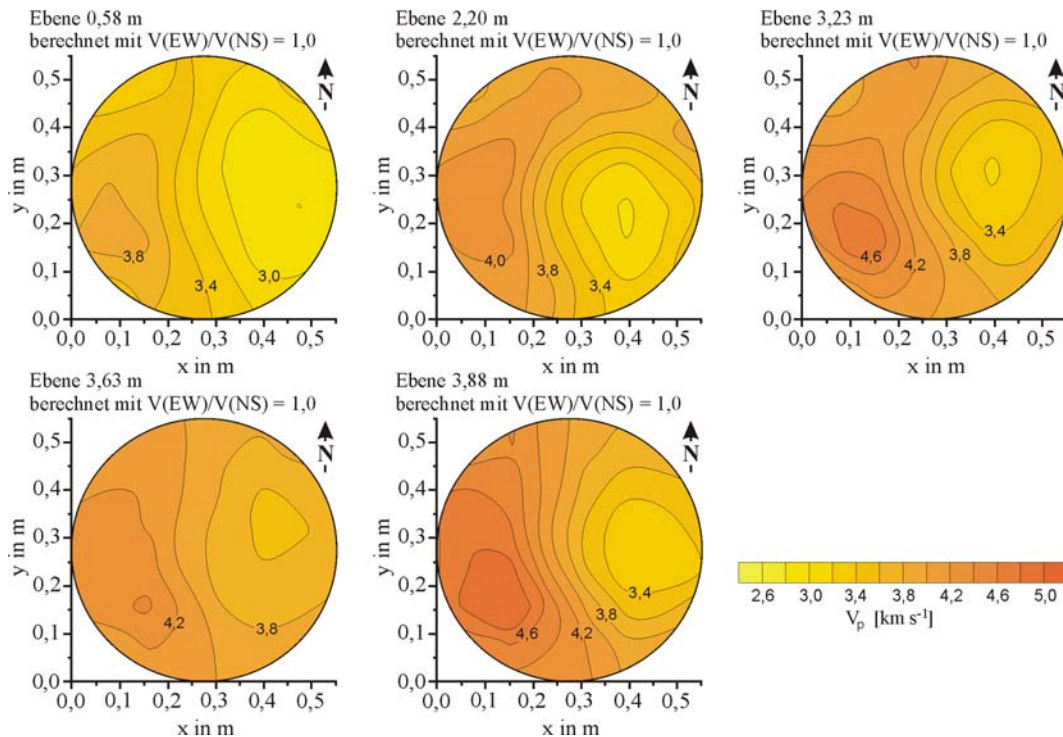 Ebene 0,58 m
berechnet mit V(EW)/V(NS) = 1,0
Ebene 2,20 m
berechnet mit V(EW)/V(NS) = 1,0
Ebene 3,23 m
berechnet mit V(EW)/V(NS) = 1,0
0,5
0,4
0,3
0,2
0,1
0,0
y in m
N
3,8
3,4
3,0
0,0 0,1 0,2 0,3 0,4 0,5
x in m
0,5
0,4
0,3
0,2
0,1
0,0
y in m
N
4,0
3,8
3,4
0,0 0,1 0,2 0,3 0,4 0,5
x in m
0,5
0,4
0,3
0,2
0,1
0,0
y in m
N
4,6
4,2
3,8
3,4
0,0 0,1 0,2 0,3 0,4 0,5
x in m
Ebene 3,63 m
berechnet mit V(EW)/V(NS) = 1,0
Ebene 3,88 m
berechnet mit V(EW)/V(NS) = 1,0
0,5
0,4
0,3
0,2
0,1
0,0
y in m
N
4,2
3,8
0,0 0,1 0,2 0,3 0,4 0,5
x in m
0,5
0,4
0,3
0,2
0,1
0,0
y in m
N
4,6
4,2
3,8
3,4
0,0 0,1 0,2 0,3 0,4 0,5
x in m
2,6 3,0 3,4 3,8 4,2 4,6 5,0
Vp [km s-1]